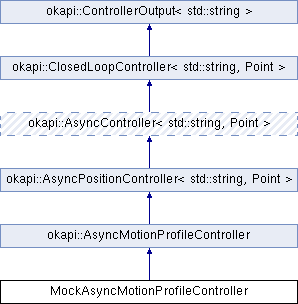 okapi::ControllerOutput< std::string >
okapi::ClosedLoopController< std::string, Point >
okapi::AsyncController< std::string, Point >
okapi::AsyncPositionController< std::string, Point >
okapi::AsyncMotionProfileController
MockAsyncMotionProfileController